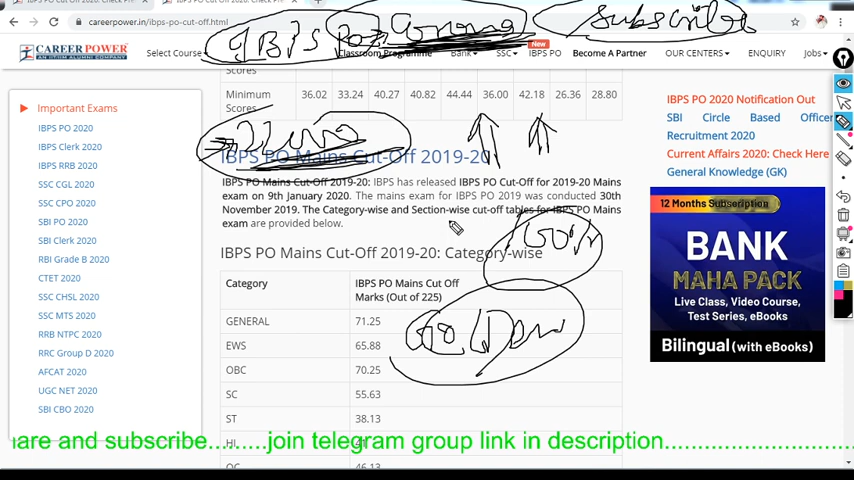 careerpower.in/ibps-po-cut-off.html
IBPS PO Corona Subscribe
CAREER POWER
AN ADDA247 COMPANY
Select Course
Classroom Programme
Bank
SSC
New
IBPS PO
Become A Partner
OUR CENTERS
ENQUIRY
Jobs
Important Exams
IBPS PO 2020
IBPS Clerk 2020
IBPS RRB 2020
SSC CGL 2020
SSC CPO 2020
SBI PO 2020
SBI Clerk 2020
RBI Grade B 2020
CTET 2020
SSC CHSL 2020
SSC MTS 2020
RRB NTPC 2020
RRC Group D 2020
AFCAT 2020
UGC NET 2020
SBI CBO 2020
Scores
Minimum Scores 36.02 33.24 40.27 40.82 44.44 36.00 42.18 26.36 28.80
IBPS PO Mains Cut-Off 2019-20
IBPS PO Mains Cut-Off 2019-20: IBPS has released IBPS PO Cut-Off for 2019-20 Mains
exam on 9th January 2020. The mains exam for IBPS PO 2019 was conducted 30th
November 2019. The Category-wise and Section-wise cut-off tables for IBPS PO Mains
exam are provided below.
IBPS PO Mains Cut-Off 2019-20: Category-wise
Category IBPS PO Mains Cut Off
Marks (Out of 225)
GENERAL 71.25
EWS 65.88
OBC 70.25
SC 55.63
ST 38.13
HI
OC 46.13
Go Down
IBPS PO 2020 Notification Out
SBI Circle Based Officer
Recruitment 2020
Current Affairs 2020: Check Here
General Knowledge (GK)
12 Months Subscription
BANK
MAHA PACK
Live Class, Video Course,
Test Series, eBooks
Bilingual (with eBooks)
are and subscribe.......join telegram group link in description